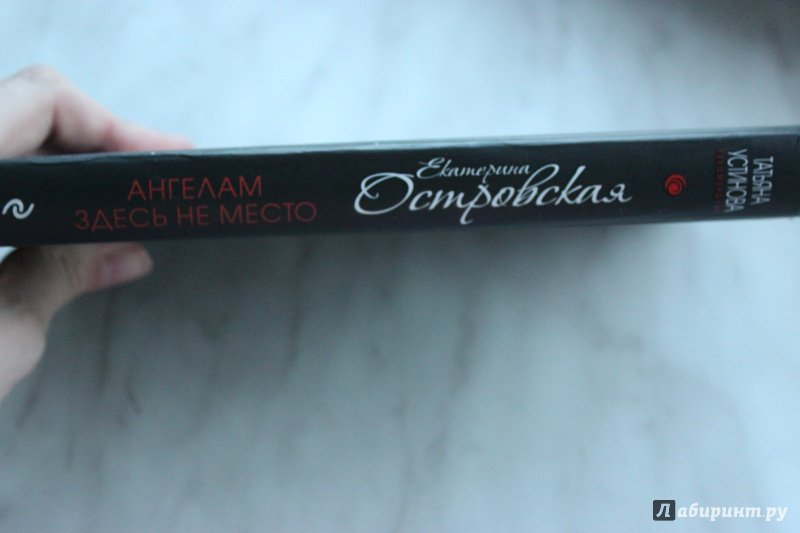 АНГЕЛАМ
ЗДЕСЬ НЕ МЕСТО
Екатерина
Островская
ТАТЬЯНА
УСТИНОВА
Лабиринт.ру